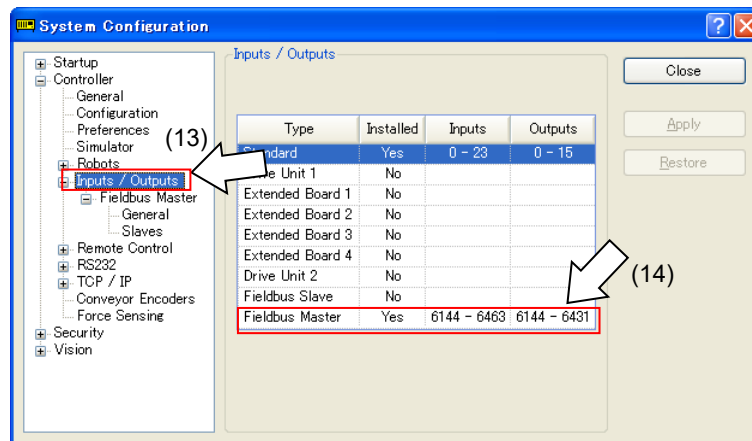 System Configuration
Startup
Controller
General
Configuration
Preferences
Simulator
Robots
Inputs / Outputs
Fieldbus Master
General
Slaves
Remote Control
RS232
TCP / IP
Conveyor Encoders
Force Sensing
Security
Vision
(13)
Inputs / Outputs
Type Installed Inputs Outputs
Standard Yes 0 - 23 0 - 15
Unit 1 No
Extended Board 1 No
Extended Board 2 No
Extended Board 3 No
Extended Board 4 No
Drive Unit 2 No
Fieldbus Slave No
Fieldbus Master Yes 6144 - 6463 6144 - 6431
(14)
Close
Apply
Restore